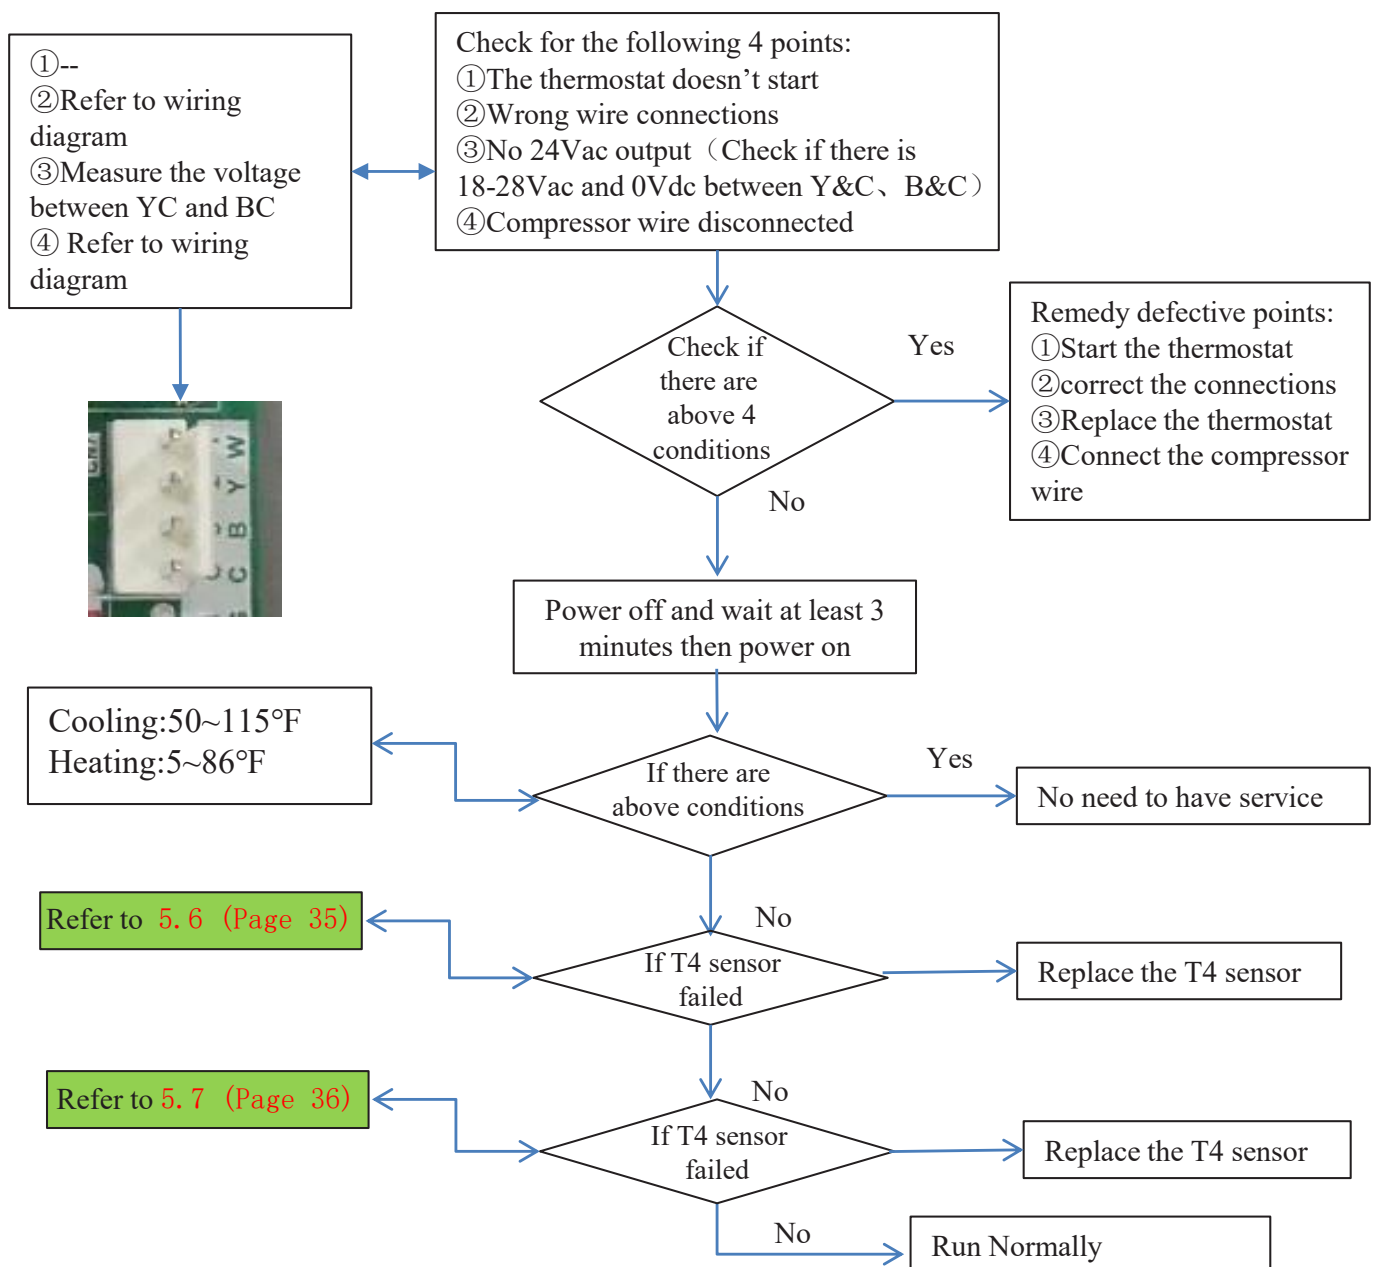 ①--
②Refer to wiring
diagram
③Measure the voltage
between YC and BC
④ Refer to wiring
diagram
Check for the following 4 points:
①The thermostat doesn’t start
②Wrong wire connections
③No 24Vac output（Check if there is
18-28Vac and 0Vdc between Y&C、B&C）
④Compressor wire disconnected
Check if
there are
above 4
conditions
Yes
Remedy defective points:
①Start the thermostat
②correct the connections
③Replace the thermostat
④Connect the compressor
wire
W
Y
B
C
No
Power off and wait at least 3
minutes then power on
Cooling:50~115°F
Heating:5~86°F
If there are
above conditions
Yes
No need to have service
No
Refer to 5.6 (Page 35)
If T4 sensor
failed
Replace the T4 sensor
No
Refer to 5.7 (Page 36)
If T4 sensor
failed
Replace the T4 sensor
No
Run Normally